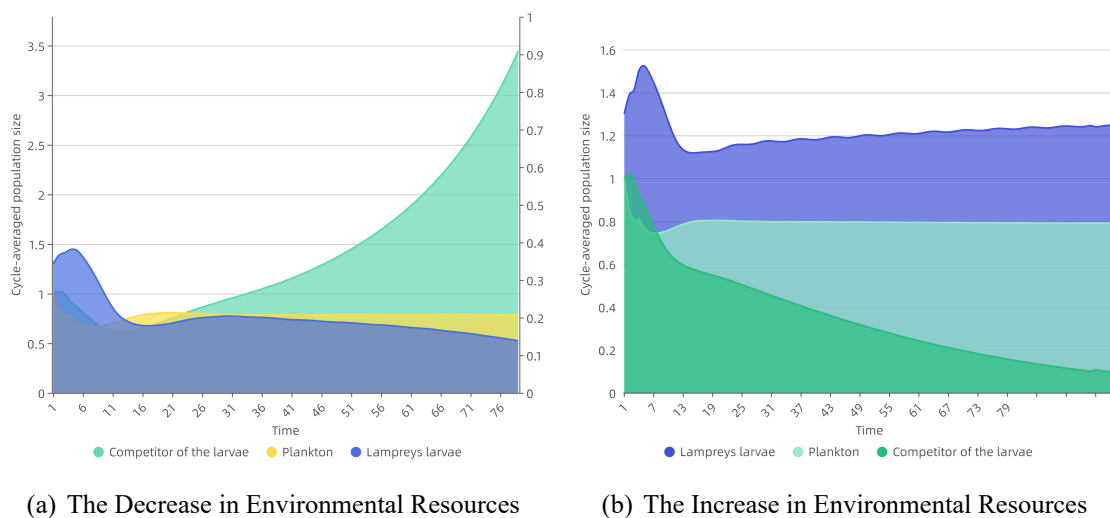 Cycle-averaged population size
3.5
3
2.5
2
1.5
1
0.5
0
1
0.9
0.8
0.7
0.6
0.5
0.4
0.3
0.2
0.1
0
1 6 11 16 21 26 31 36 41 46 51 56 61 66 71 76
Time
Competitor of the larvae Plankton Lampreys larvae
(a) The Decrease in Environmental Resources
Cycle-averaged population size
1.6
1.4
1.2
1
0.8
0.6
0.4
0.2
0
1 7 13 19 25 31 37 43 49 55 61 67 73 79
Time
Lampreys larvae Plankton Competitor of the larvae
(b) The Increase in Environmental Resources